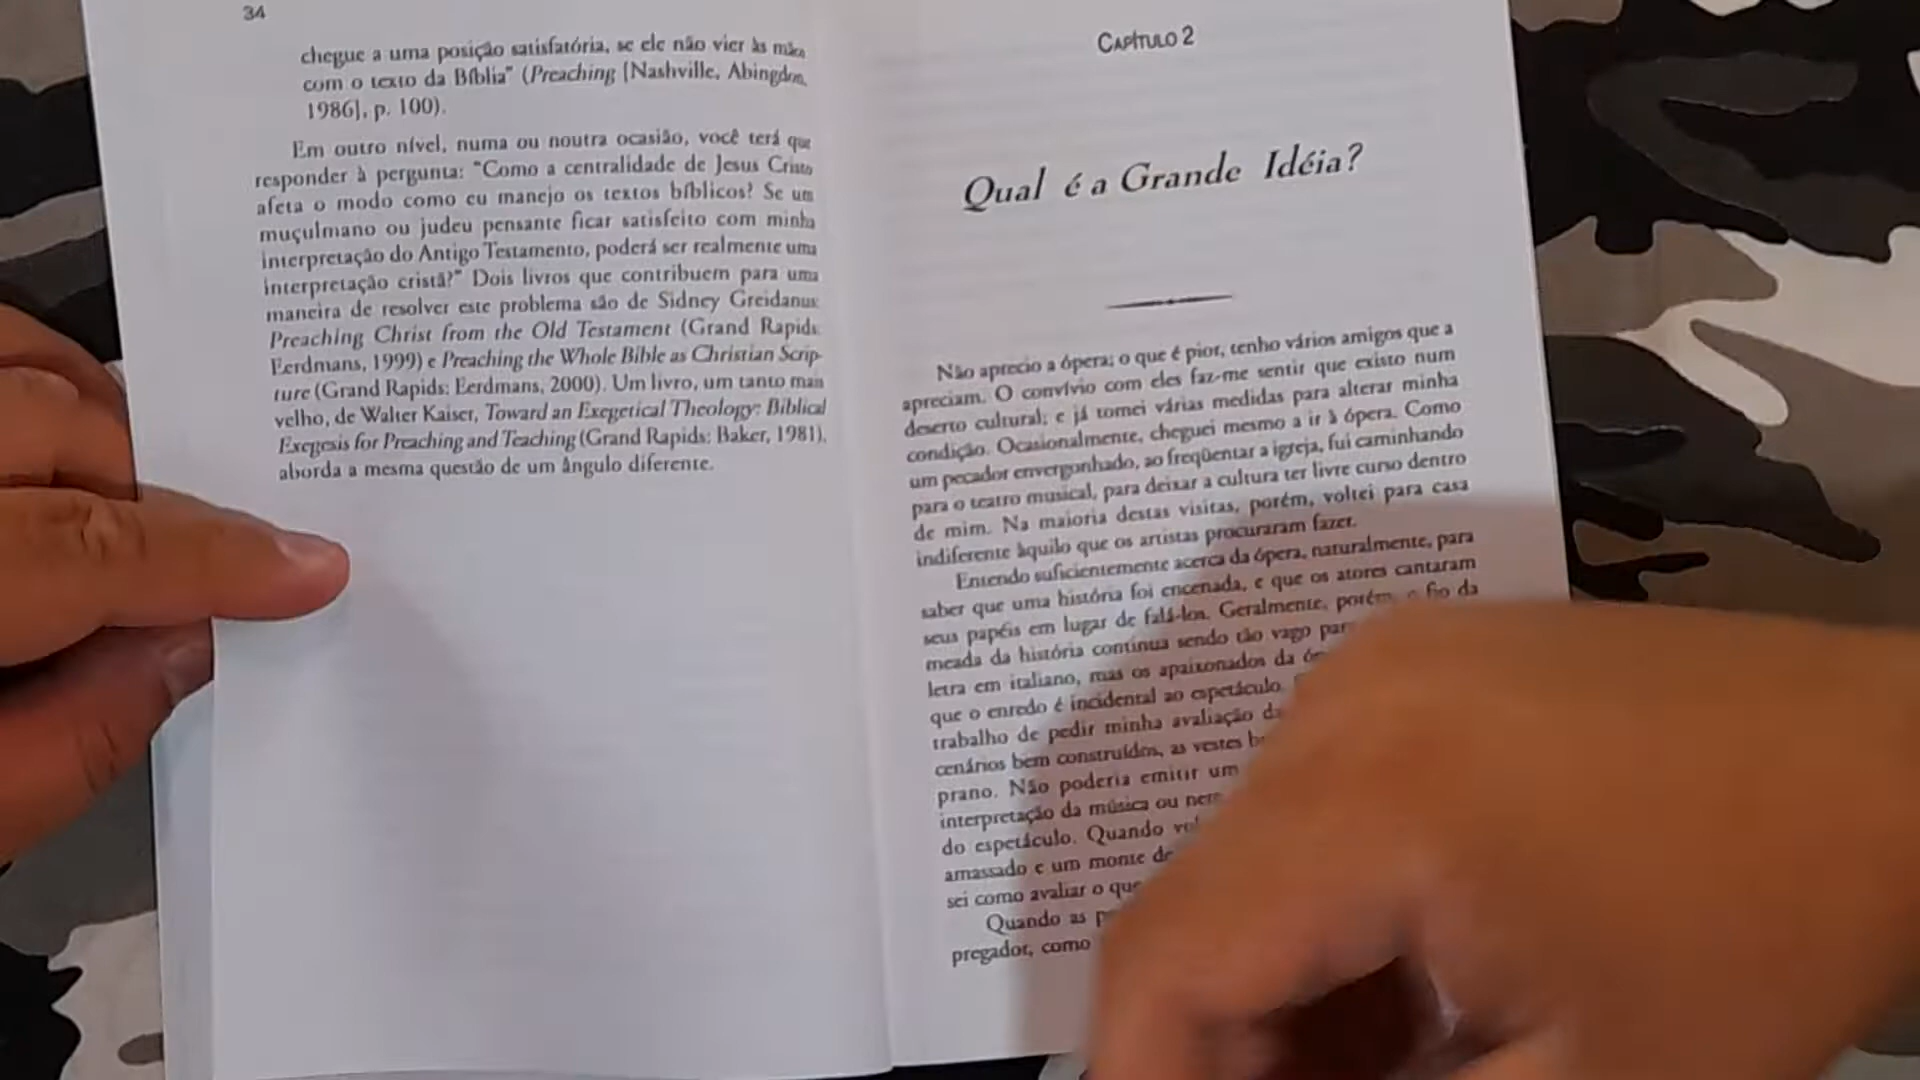 34
chegue a uma posição satisfatória, se ele não vier às mãos
com o texto da Bíblia" (Preaching [Nashville, Abingdon,
1986], p. 100).
Em outro nível, numa ou noutra ocasião, você terá que
responder à pergunta: "Como a centralidade de Jesus Cristo
afeta o modo como eu manejo os textos bíblicos? Se um
muçulmano ou judeu pensante ficar satisfeito com minha
interpretação do Antigo Testamento, poderá ser realmente uma
interpretação cristã?" Dois livros que contribuem para uma
maneira de resolver este problema são de Sidney Greidanus:
Preaching Christ from the Old Testament (Grand Rapids:
Eerdmans, 1999) e Preaching the Whole Bible as Christian Scrip-
ture (Grand Rapids: Eerdmans, 2000). Um livro, um tanto mais
velho, de Walter Kaiser, Toward an Exegetical Theology: Biblical
Exegesis for Preaching and Teaching (Grand Rapids: Baker, 1981),
aborda a mesma questão de um ângulo diferente.
CAPÍTULO 2
Qual é a Grande Idéia?
Não aprecio a ópera; o que é pior, tenho vários amigos que a
apreciam. O convívio com eles faz-me sentir que existo num
deserto cultural; e já tomei várias medidas para alterar minha
condição. Ocasionalmente, cheguei mesmo a ir à ópera. Como
um pecador envergonhado, ao freqüentar a igreja, fui caminhando
para o teatro musical, para deixar a cultura ter livre curso dentro
de mim. Na maioria destas visitas, porém, voltei para casa
indiferente àquilo que os artistas procuraram fazer.
Entendo suficientemente acerca da ópera, naturalmente, para
saber que uma história foi encenada, e que os atores cantaram
seus papéis em lugar de falá-los. Geralmente, porém, o fio da
meada da história continua sendo tão vago
letra em italiano, mas os apaixonados da
que o enredo é incidental ao espetáculo.
trabalho de pedir minha avaliação
cenários bem construídos, as vestes
prano. Não poderia emitir um
interpretação da música ou
do espetáculo. Quando
amassado e um monte
sei como avaliar o que
Quando as
pregador, como